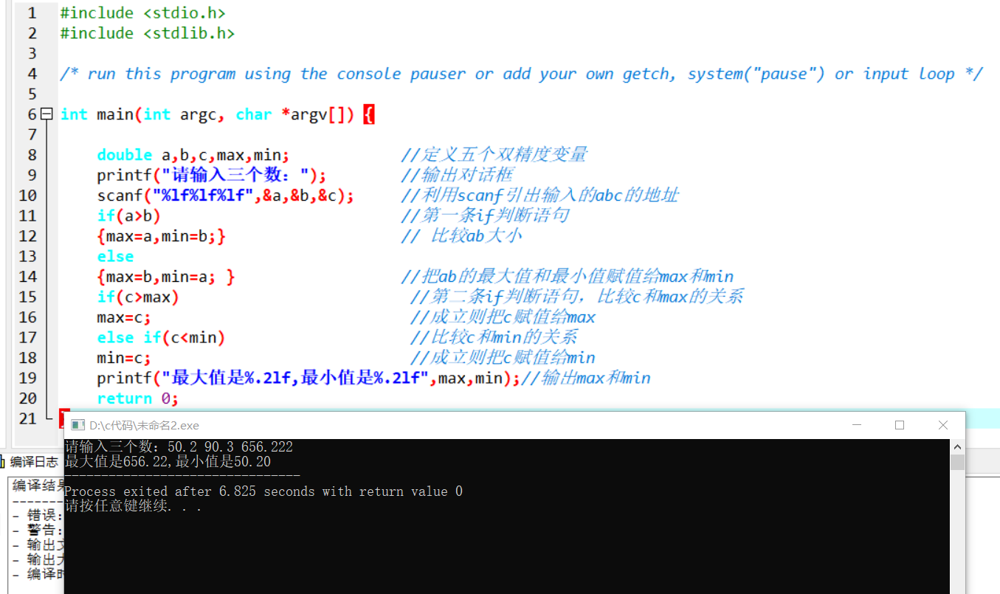 1 #include <stdio.h>
2 #include <stdlib.h>
3
4 /* run this program using the console pauser or add your own getch, system("pause") or input loop */
5
6 int main(int argc, char *argv[]) {
7
8 double a,b,c,max,min; //定义五个双精度变量
9 printf("请输入三个数: "); //输出对话框
10 scanf("%lf%lf%lf",&a,&b,&c); //利用scanf引出输入的abc的地址
11 if(a>b) //第一条if判断语句
12 {max=a,min=b;} // 比较ab大小
13 else
14 {max=b,min=a; } //把ab的最大值和最小值赋值给max和min
15 if(c>max) //第二条if判断语句，比较c和max的关系
16 max=c; //成立则把c赋值给max
17 else if(c<min) //比较c和min的关系
18 min=c; //成立则把c赋值给min
19 printf("最大值是%.2lf,最小值是%.2lf",max,min);//输出max和min
20 return 0;
21
D:\c代码\未命名2.exe
请输入三个数: 50.2 90.3 656.222
最大值是656.22,最小值是50.20
--------------------------------
Process exited after 6.825 seconds with return value 0
请按任意键继续. . .
编译日志
编译结
-------
- 错误:
- 警告:
- 输出
- 输出
- 编译